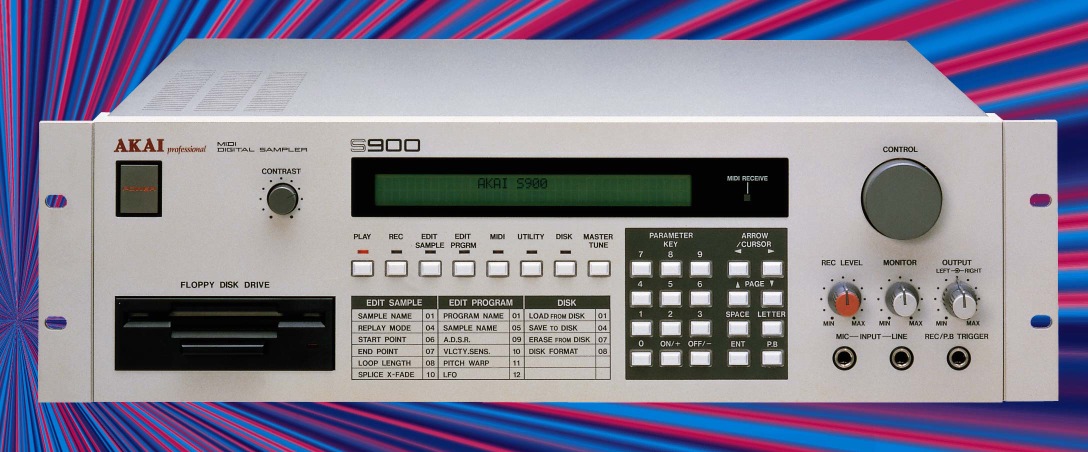 AKAI professional MIDI DIGITAL SAMPLER
S900
POWER
CONTRAST
AKAI S900
MIDI RECEIVE
CONTROL
PLAY REC EDIT SAMPLE EDIT PRGRM MIDI UTILITY DISK MASTER TUNE
FLOPPY DISK DRIVE
EDIT SAMPLE EDIT PROGRAM DISK
SAMPLE NAME 01 PROGRAM NAME 01 LOAD FROM DISK 01
REPLAY MODE 04 SAMPLE NAME 05 SAVE TO DISK 04
START POINT 06 A.D.S.R. 09 ERASE FROM DISK 07
END POINT 07 VLCTY.SENS. 10 DISK FORMAT 08
LOOP LENGTH 08 PITCH WARP 11
SPLICE X-FADE 10 LFO 12
PARAMETER KEY
ARROW /CURSOR
7 8 9 ◄ ►
4 5 6 ▲ PAGE ▼
1 2 3 SPACE LETTER
0 ON/+ OFF/− ENT P.B
REC LEVEL MONITOR OUTPUT
LEFT RIGHT
MIN MAX MIN MAX MIN MAX
MIC—INPUT—LINE REC/P.B TRIGGER